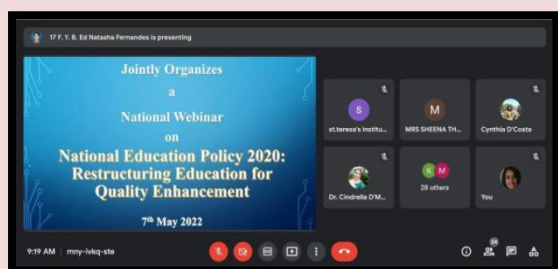 17 F. Y. B. Ed Natasha Fernandes is presenting
Jointly Organizes
a
National Webinar
on
National Education Policy 2020:
Restructuring Education for
Quality Enhancement
7th May 2022
S
st.teresa's Institu...
M
MRS SHEENA TH...
Cynthia D'Costa
Dr. Cindrella D'M...
K M
28 others
You
9:19 AM | mny-ivkq-ste
34